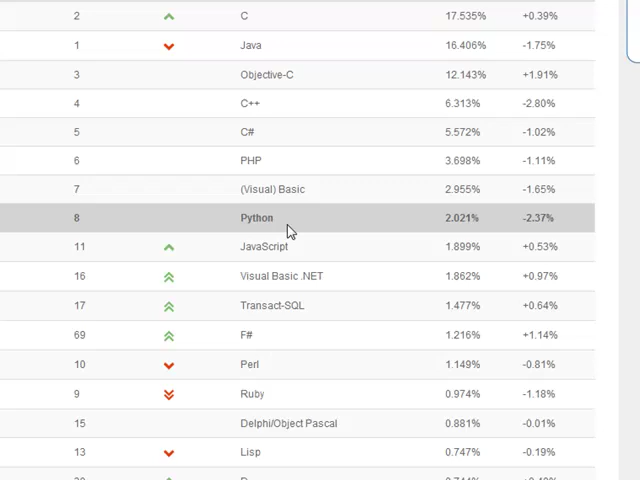 2 C 17.535% +0.39%
1 Java 16.406% -1.75%
3 Objective-C 12.143% +1.91%
4 C++ 6.313% -2.80%
5 C# 5.572% -1.02%
6 PHP 3.698% -1.11%
7 (Visual) Basic 2.955% -1.65%
8 Python 2.021% -2.37%
11 JavaScript 1.899% +0.53%
16 Visual Basic .NET 1.862% +0.97%
17 Transact-SQL 1.477% +0.64%
69 F# 1.216% +1.14%
10 Perl 1.149% -0.81%
9 Ruby 0.974% -1.18%
15 Delphi/Object Pascal 0.881% -0.01%
13 Lisp 0.747% -0.19%